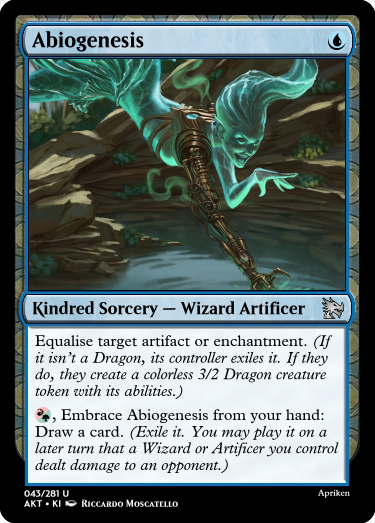 Abiogenesis
Kindred Sorcery — Wizard Artificer
Equalise target artifact or enchantment. (If
it isn't a Dragon, its controller exiles it. If they
do, they create a colorless 3/2 Dragon creature
token with its abilities.)
, Embrace Abiogenesis from your hand:
Draw a card. (Exile it. You may play it on a
later turn that a Wizard or Artificer you control
dealt damage to an opponent.)
043/281 U
Apriken
AKT • KI Riccardo Moscatello